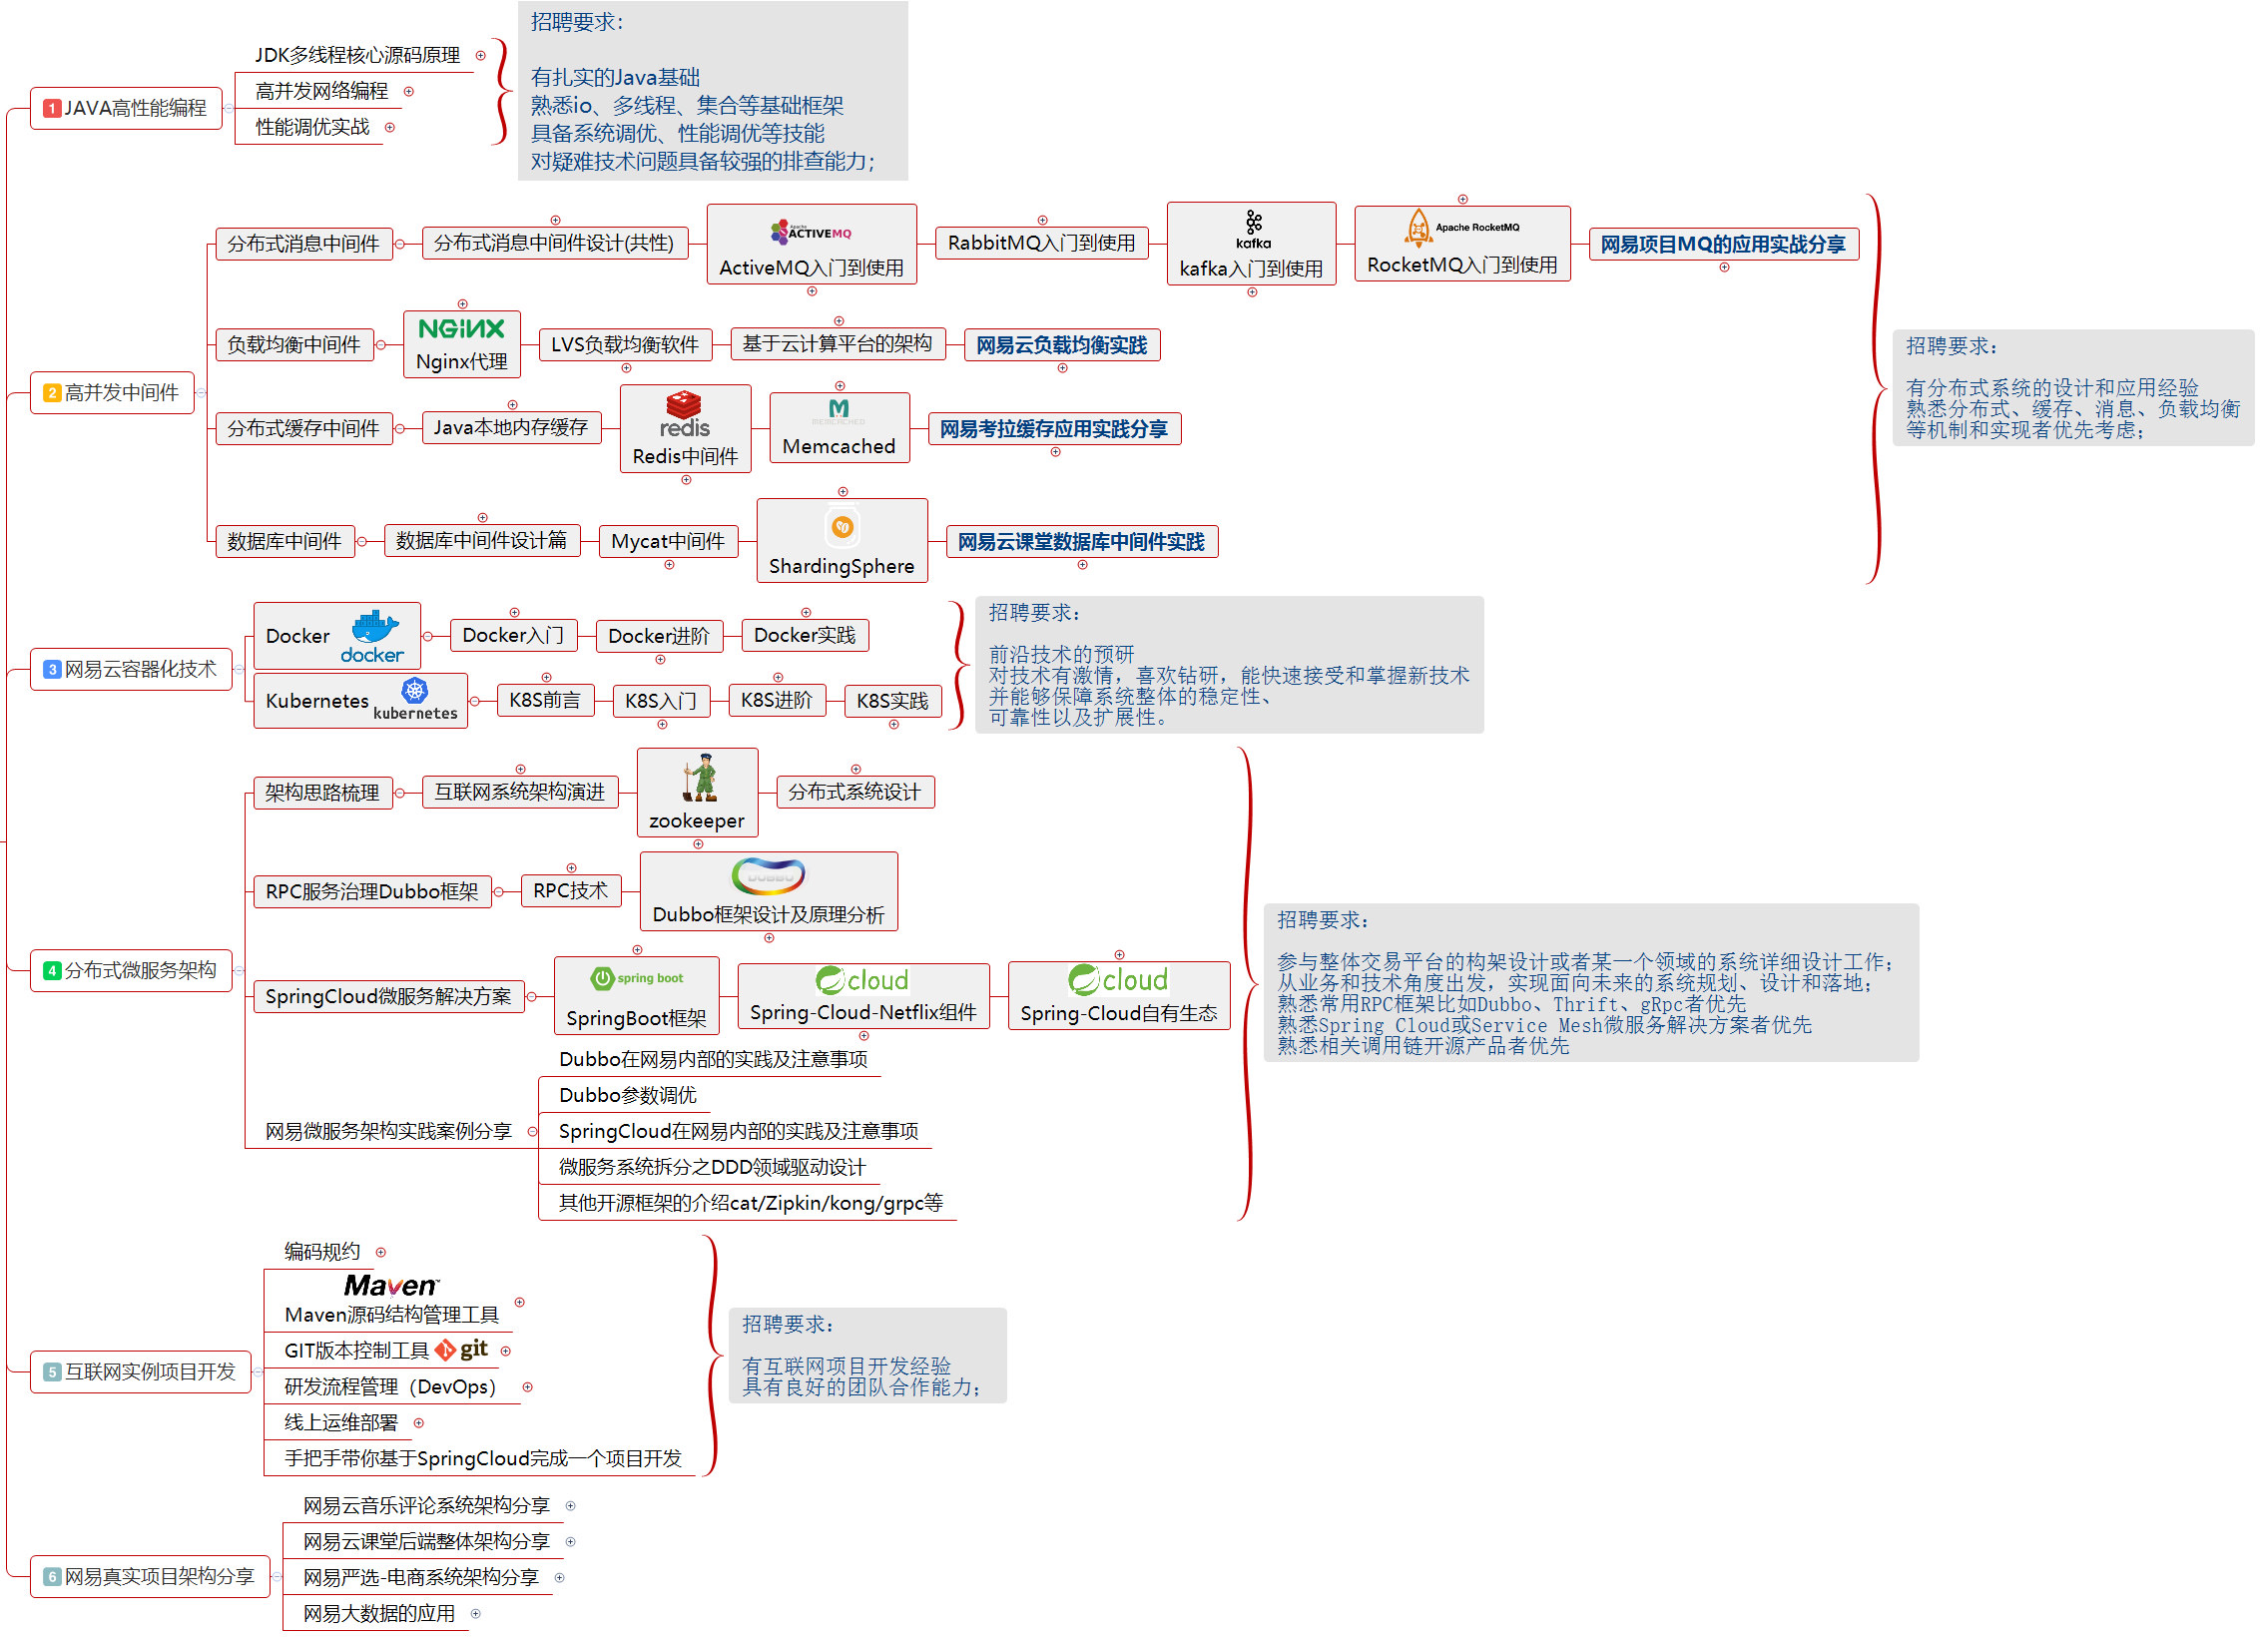 招聘要求：
有扎实的Java基础
熟悉io、多线程、集合等基础框架
具备系统调优、性能调优等技能
对疑难技术问题具备较强的排查能力；
1 JAVA高性能编程
JDK多线程核心源码原理
高并发网络编程
性能调优实战
2 高并发中间件
分布式消息中间件
分布式消息中间件设计(共性)
Apache ACTIVEMQ
ActiveMQ入门到使用
RabbitMQ入门到使用
kafka
kafka入门到使用
Apache RocketMQ
RocketMQ入门到使用
网易项目MQ的应用实战分享
负载均衡中间件
NGINX
Nginx代理
LVS负载均衡软件
基于云计算平台的架构
网易云负载均衡实践
分布式缓存中间件
Java本地内存缓存
redis
Redis中间件
MEMCACHED
Memcached
网易考拉缓存应用实践分享
数据库中间件
数据库中间件设计篇
Mycat中间件
ShardingSphere
网易云课堂数据库中间件实践
招聘要求：
有分布式系统的设计和应用经验
熟悉分布式、缓存、消息、负载均衡
等机制和实现者优先考虑；
3 网易云容器化技术
Docker
docker
Docker入门
Docker进阶
Docker实践
Kubernetes
kubernetes
K8S前言
K8S入门
K8S进阶
K8S实践
招聘要求：
前沿技术的预研
对技术有激情，喜欢钻研，能快速接受和掌握新技术
并能够保障系统整体的稳定性、
可靠性以及扩展性。
4 分布式微服务架构
架构思路梳理
互联网系统架构演进
zookeeper
分布式系统设计
RPC服务治理Dubbo框架
RPC技术
DUBBO
Dubbo框架设计及原理分析
SpringCloud微服务解决方案
spring boot
SpringBoot框架
cloud
Spring-Cloud-Netflix组件
cloud
Spring-Cloud自有生态
网易微服务架构实践案例分享
Dubbo在网易内部的实践及注意事项
Dubbo参数调优
SpringCloud在网易内部的实践及注意事项
微服务系统拆分之DDD领域驱动设计
其他开源框架的介绍cat/Zipkin/kong/grpc等
招聘要求：
参与整体交易平台的构架设计或者某一个领域的系统详细设计工作；
从业务和技术角度出发，实现面向未来的系统规划、设计和落地；
熟悉常用RPC框架比如Dubbo、Thrift、gRpc者优先
熟悉Spring Cloud或Service Mesh微服务解决方案者优先
熟悉相关调用链开源产品者优先
5 互联网实例项目开发
编码规约
Maven™
Maven源码结构管理工具
GIT版本控制工具 git
研发流程管理（DevOps）
线上运维部署
手把手带你基于SpringCloud完成一个项目开发
招聘要求：
有互联网项目开发经验
具有良好的团队合作能力；
6 网易真实项目架构分享
网易云音乐评论系统架构分享
网易云课堂后端整体架构分享
网易严选-电商系统架构分享
网易大数据的应用